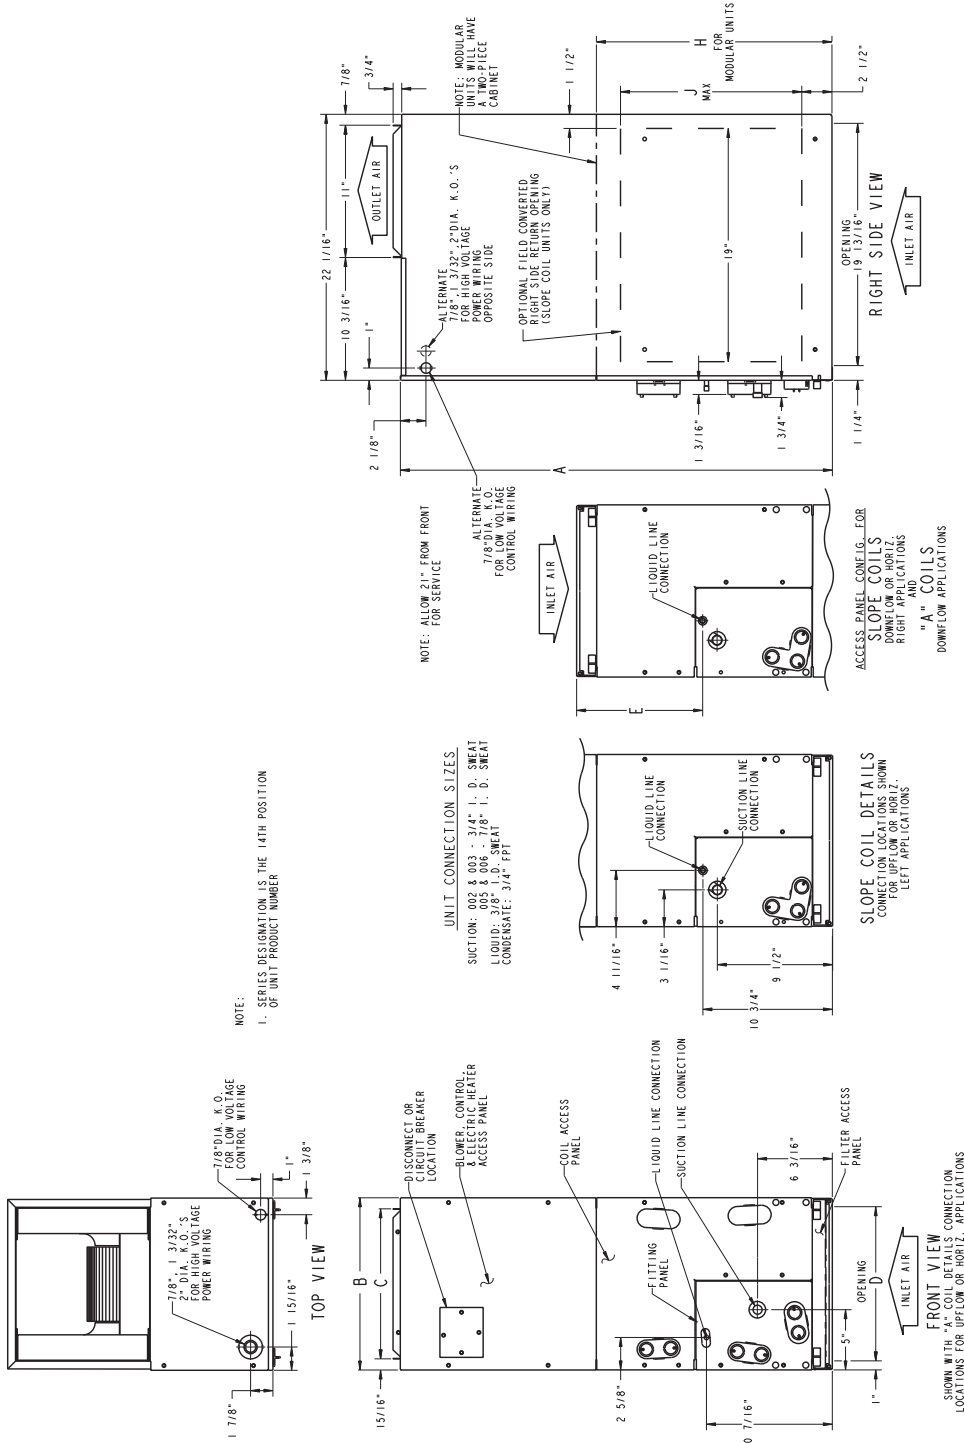 22 1/16"
10 3/16"
11"
7/8"
3/4"
1"
2 1/8"
OUTLET AIR
NOTE: MODULAR
UNITS WILL HAVE
A TWO-PIECE
CABINET
1 1/2"
ALTERNATE
7/8", 1 3/32",2"DIA. K.O.'S
FOR HIGH VOLTAGE
POWER WIRING
OPPOSITE SIDE
OPTIONAL FIELD CONVERTED
RIGHT SIDE RETURN OPENING
(SLOPE COIL UNITS ONLY)
H
FOR
MODULAR UNITS
J
MAX
2 1/2"
19"
A
ALTERNATE
7/8"DIA. K.O.
FOR LOW VOLTAGE
CONTROL WIRING
1 3/16"
1 3/4"
1 1/4"
OPENING
19 13/16"
RIGHT SIDE VIEW
INLET AIR
NOTE: ALLOW 21" FROM FRONT
FOR SERVICE
INLET AIR
LIQUID LINE
CONNECTION
E
ACCESS PANEL CONFIG. FOR
SLOPE COILS
DOWNFLOW OR HORIZ.
RIGHT APPLICATIONS
AND
"A" COILS
DOWNFLOW APPLICATIONS
UNIT CONNECTION SIZES
SUCTION: 002 & 003 - 3/4" I. D. SWEAT
005 & 006 - 7/8" I. D. SWEAT
LIQUID: 3/8" I.D. SWEAT
CONDENSATE: 3/4" FPT
LIQUID LINE
CONNECTION
SUCTION LINE
CONNECTION
4 11/16"
3 1/16"
9 1/2"
10 3/4"
SLOPE COIL DETAILS
CONNECTION LOCATIONS SHOWN
FOR UPFLOW OR HORIZ.
LEFT APPLICATIONS
NOTE:
1. SERIES DESIGNATION IS THE 14TH POSITION
OF UNIT PRODUCT NUMBER
7/8", 1 3/32"
2" DIA. K.O.'S
FOR HIGH VOLTAGE
POWER WIRING
7/8"DIA. K.O.
FOR LOW VOLTAGE
CONTROL WIRING
1 7/8"
1 15/16"
1"
1 3/8"
TOP VIEW
B
C
15/16"
DISCONNECT OR
CIRCUIT BREAKER
LOCATION
BLOWER, CONTROL,
& ELECTRIC HEATER
ACCESS PANEL
COIL ACCESS
PANEL
FITTING
PANEL
LIQUID LINE CONNECTION
SUCTION LINE CONNECTION
2 5/8"
0 7/16"
6 3/16"
5"
1"
FILTER ACCESS
PANEL
OPENING
D
INLET AIR
FRONT VIEW
SHOWN WITH "A" COIL DETAILS CONNECTION
LOCATIONS FOR UPFLOW OR HORIZ. APPLICATIONS